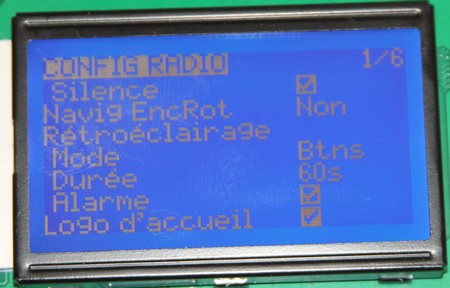 CONFIG RADIO 1/6
Silence
Navig EncRot Non
Rétroéclairage
Mode Btns
Durée 60s
Alarme
Logo d'accueil